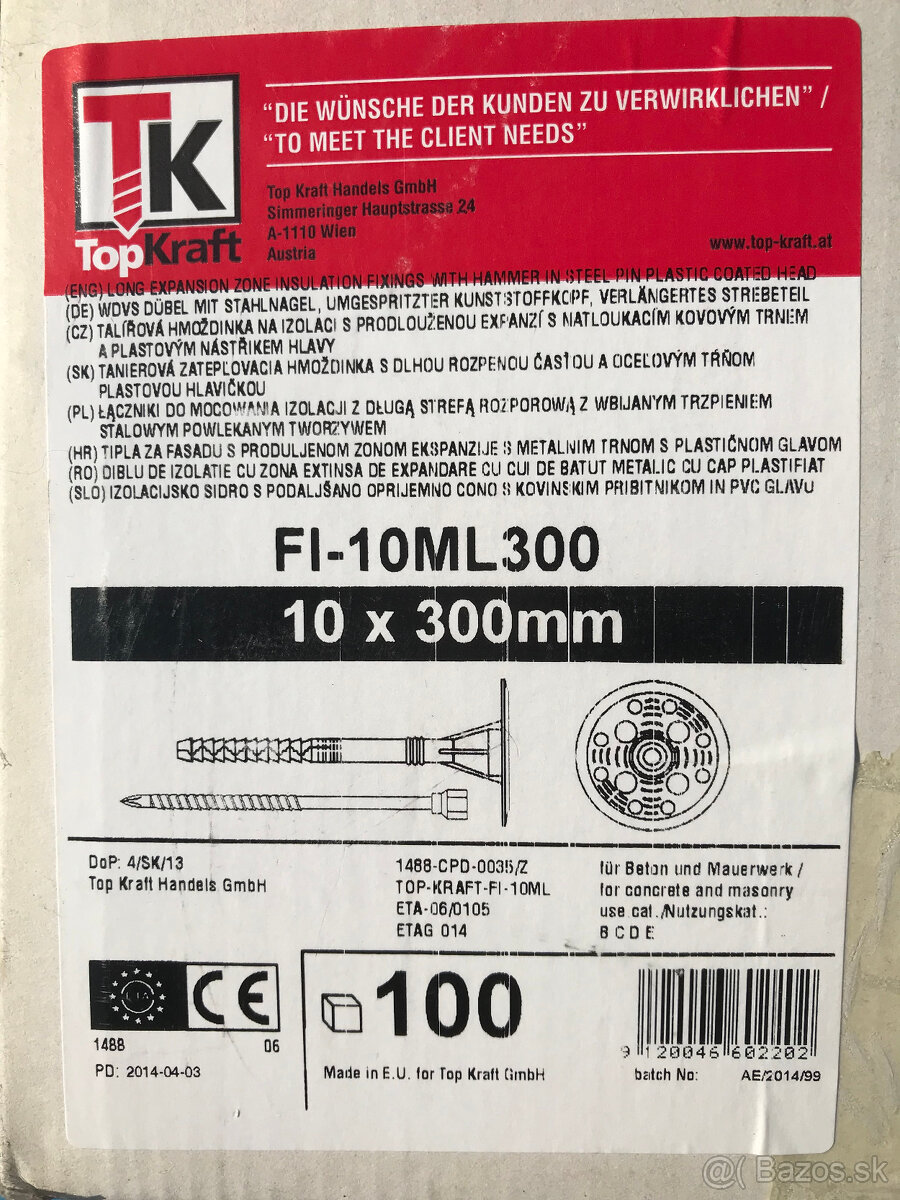 TK
TopKraft
"DIE WÜNSCHE DER KUNDEN ZU VERWIRKLICHEN" /
"TO MEET THE CLIENT NEEDS"
Top Kraft Handels GmbH
Simmeringer Hauptstrasse 24
A-1110 Wien
Austria
www.top-kraft.at
(ENG) LONG EXPANSION ZONE INSULATION FIXINGS WITH HAMMER IN STEEL PIN PLASTIC COATED HEAD
(DE) WDVS DÜBEL MIT STAHLNAGEL, UMGESPRITZTER KUNSTSTOFFKOPF, VERLÄNGERTES STRIEBETEIL
(CZ) TALÍŘOVÁ HMOŽDINKA NA IZOLACI S PRODLOUŽENOU EXPANZÍ S NATLOUKACÍM KOVOVÝM TRNEM
A PLASTOVÝM NÁSTŘIKEM HLAVY
(SK) TANIEROVÁ ZATEPLOVACIA HMOŽDINKA S DLHOU ROZPENOU ČASŤOU A OCEĽOVÝM TŔŇOM
PLASTOVOU HLAVIČKOU
(PL) ŁĄCZNIKI DO MOCOWANIA IZOLACJI Z DŁUGĄ STREFĄ ROZPOROWĄ Z WBIJANYM TRZPIENIEM
STALOWYM POWLEKANYM TWORZYWEM
(HR) TIPLA ZA FASADU S PRODULJENOM ZONOM EKSPANZIJE S METALNIM TRNOM S PLASTIČNOM GLAVOM
(RO) DIBLU DE IZOLATIE CU ZONA EXTINSA DE EXPANDARE CU CUI DE BATUT METALIC CU CAP PLASTIFIAT
(SLO) IZOLACIJSKO SIDRO S PODALJŠANO OPRIJEMNO CONO S KOVINSKIM PRIBITNIKOM IN PVC GLAVU
FI-10ML300
10 x 300mm
DoP: 4/SK/13
Top Kraft Handels GmbH
1488-CPD-0035/Z
TOP-KRAFT-FI-10ML
ETA-06/0105
ETAG 014
für Beton und Mauerwerk /
for concrete and masonry
use cat./Nutzungskat.:
B C D E
ETA
CE
1488 06
PD: 2014-04-03
100
Made in E.U. for Top Kraft GmbH
9 120046 602202
batch No: AE/2014/99
@( Bazos.sk